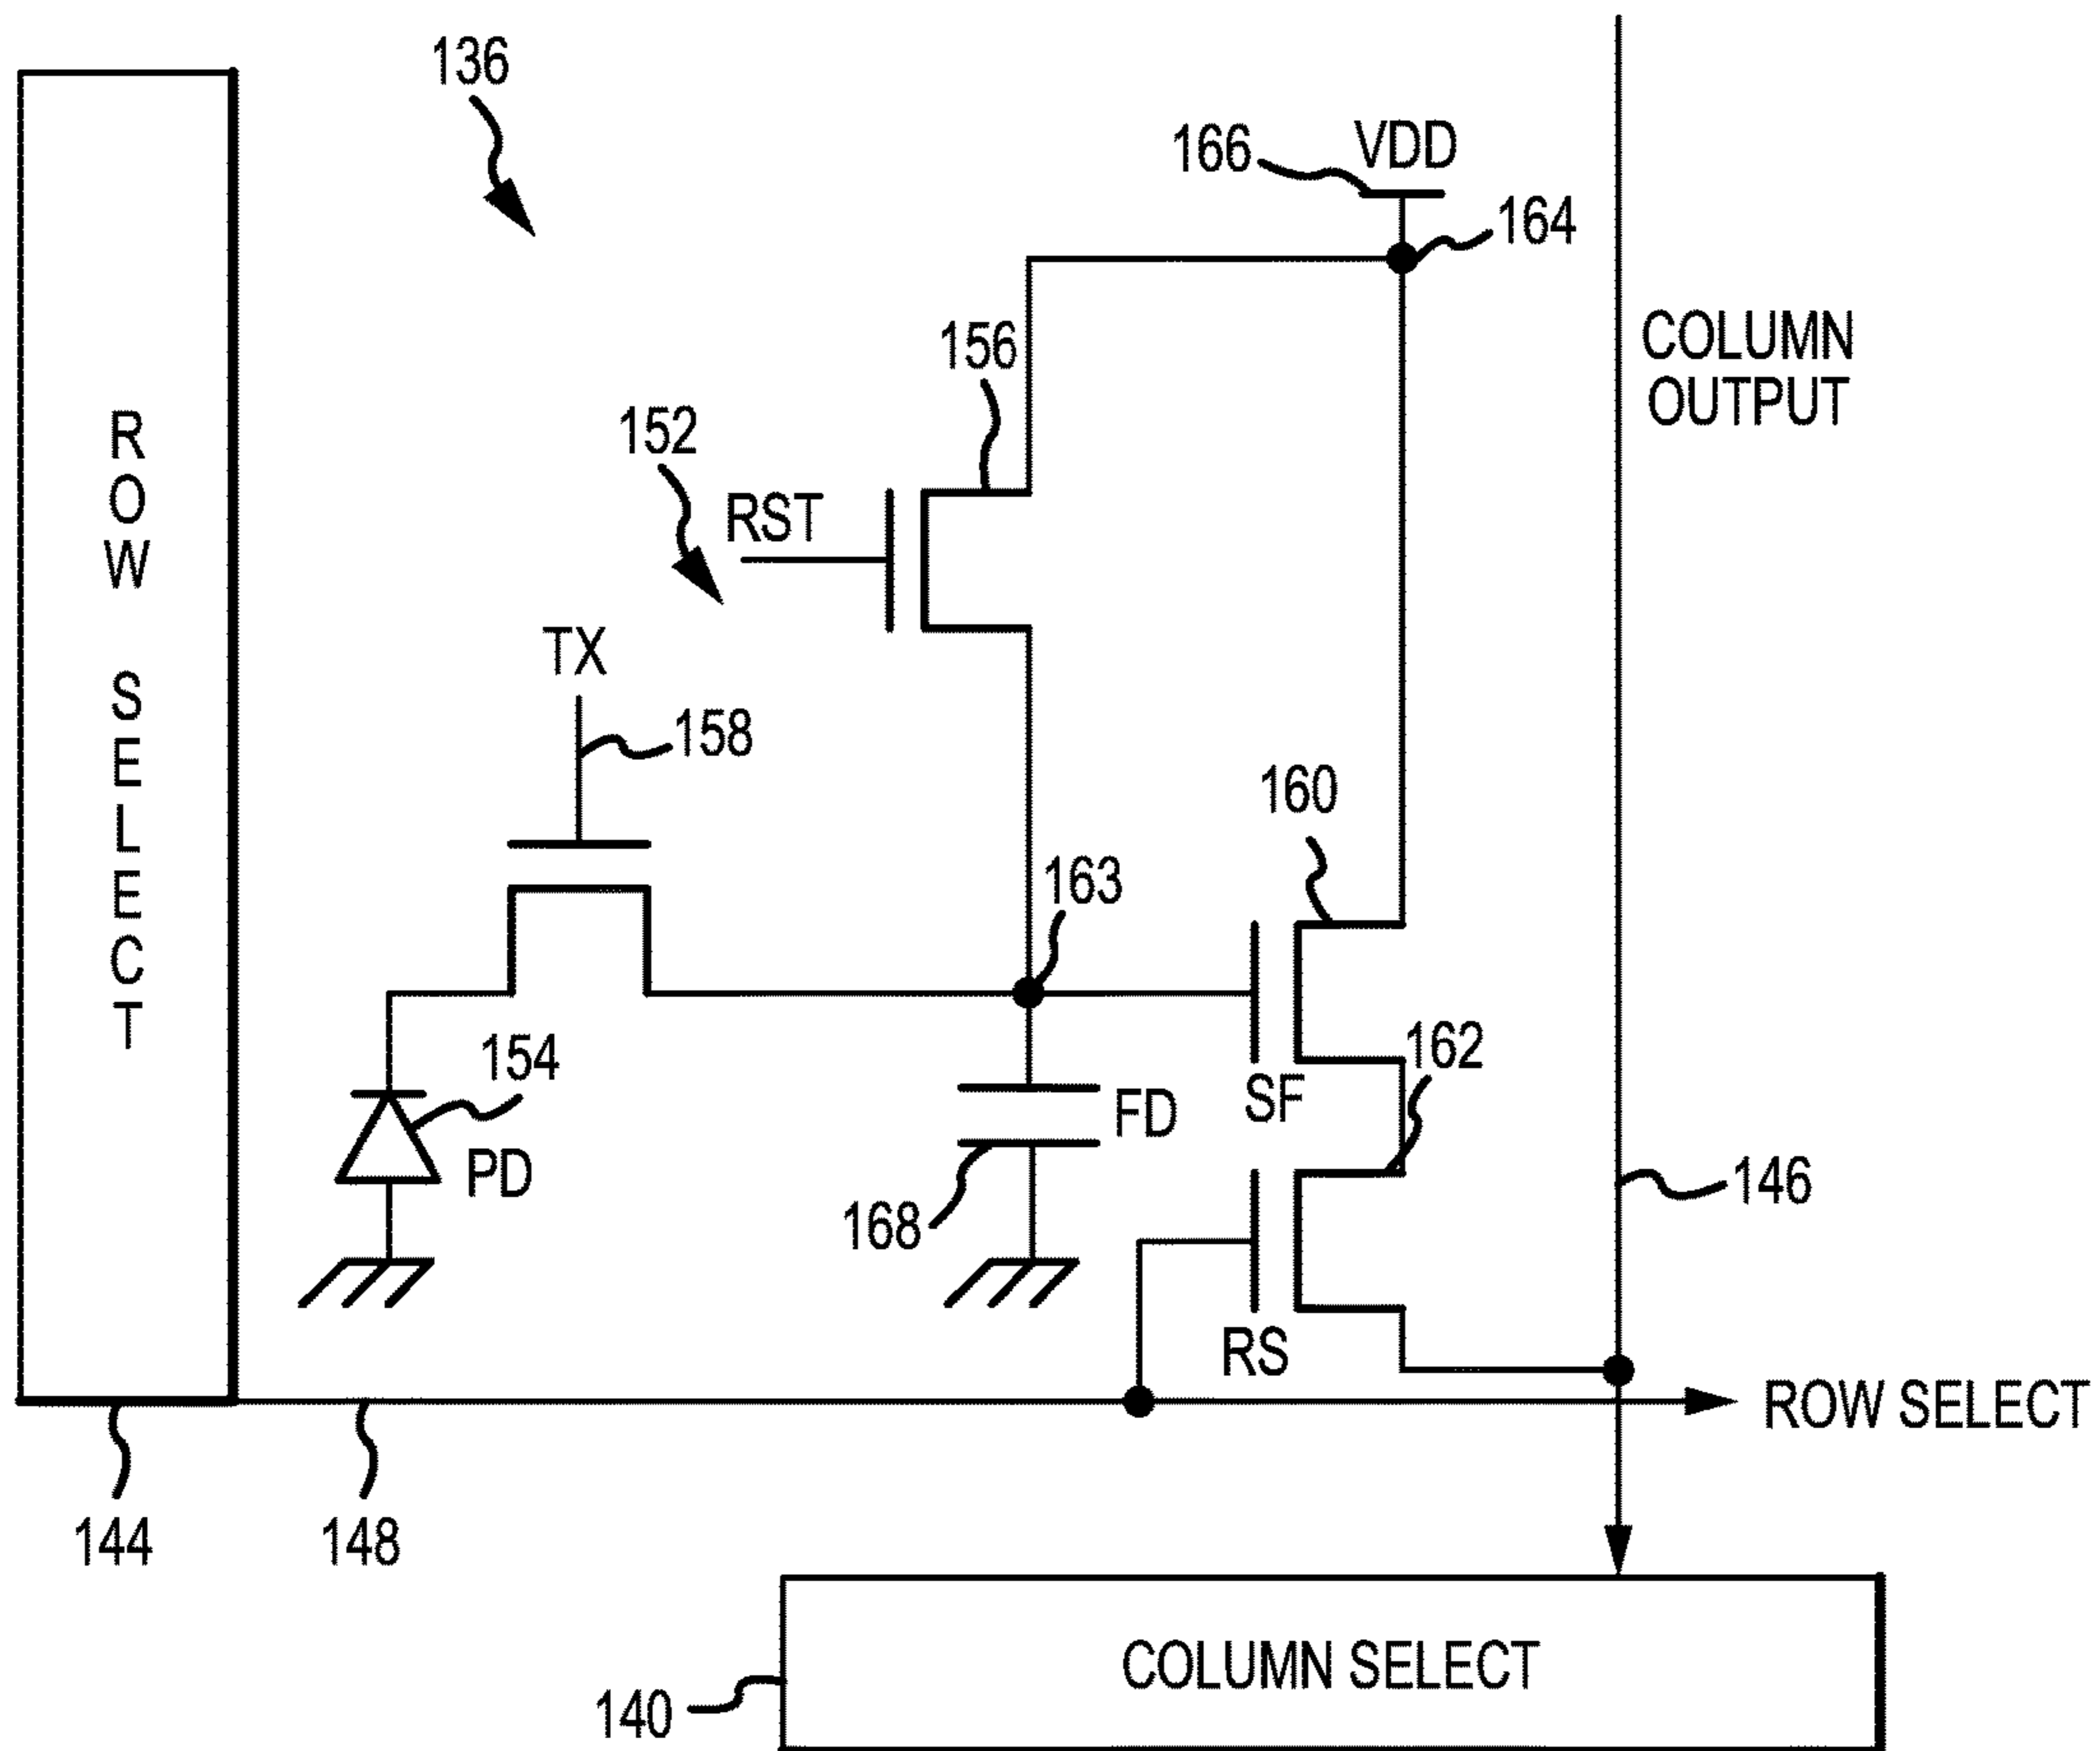 136
166
VDD
164
COLUMN
OUTPUT
156
152
RST
ROW SELECT
TX
158
160
163
154
PD
FD
SF
162
168
146
RS
ROW SELECT
144
148
COLUMN SELECT
140